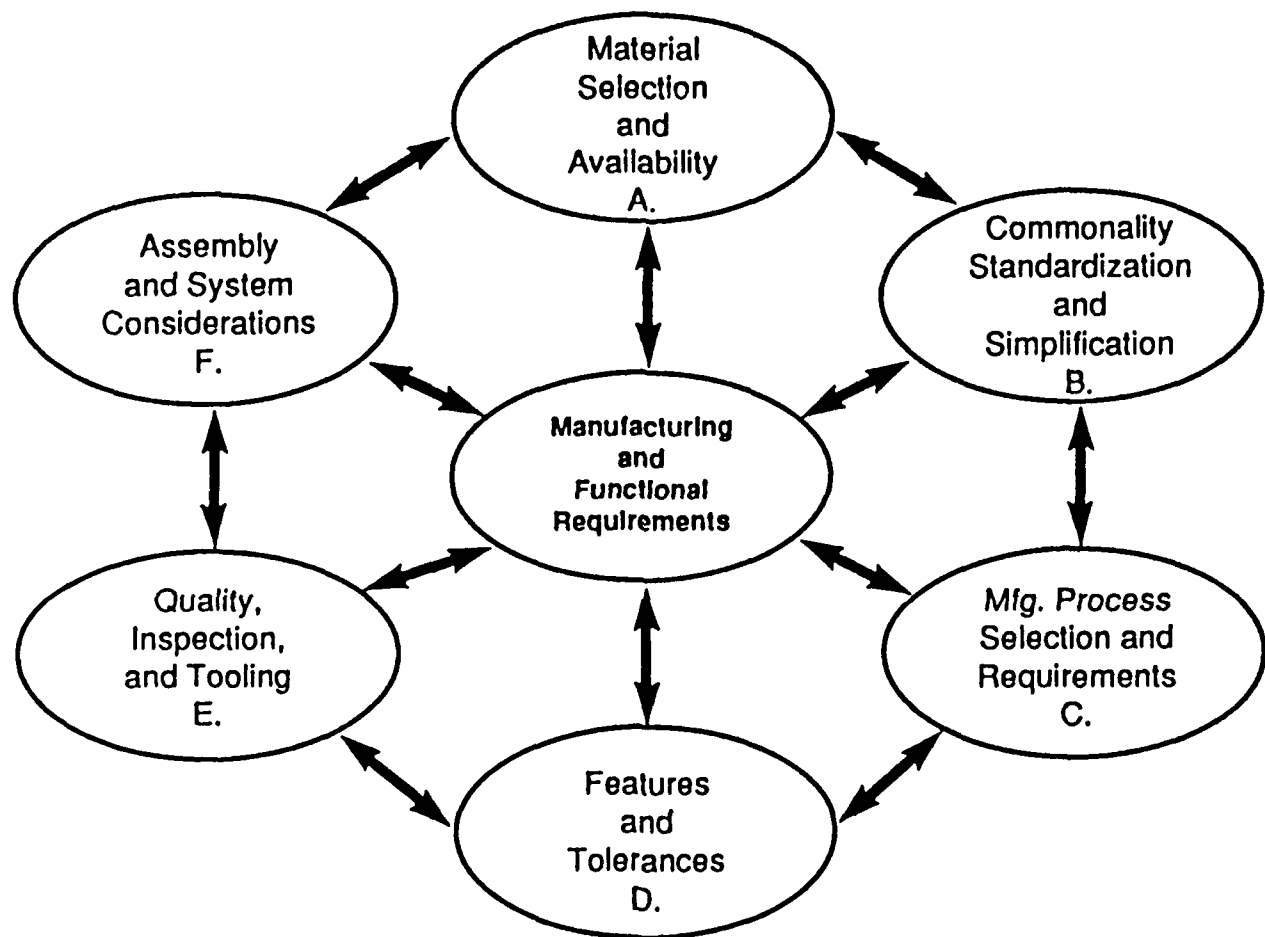 Material
Selection
and
Availability
A.
Commonality
Standardization
and
Simplification
B.
Assembly
and System
Considerations
F.
Manufacturing
and
Functional
Requirements
Quality,
Inspection,
and Tooling
E.
Mfg. Process
Selection and
Requirements
C.
Features
and
Tolerances
D.